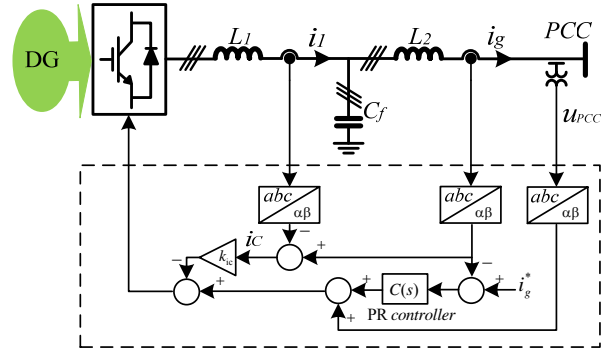 L1 i1 L2 ig PCC
DG
Cf
uPCC
abc αβ abc αβ abc αβ
− iC +
kic
− −
+ + C(s) + + ig*
+ PR controller